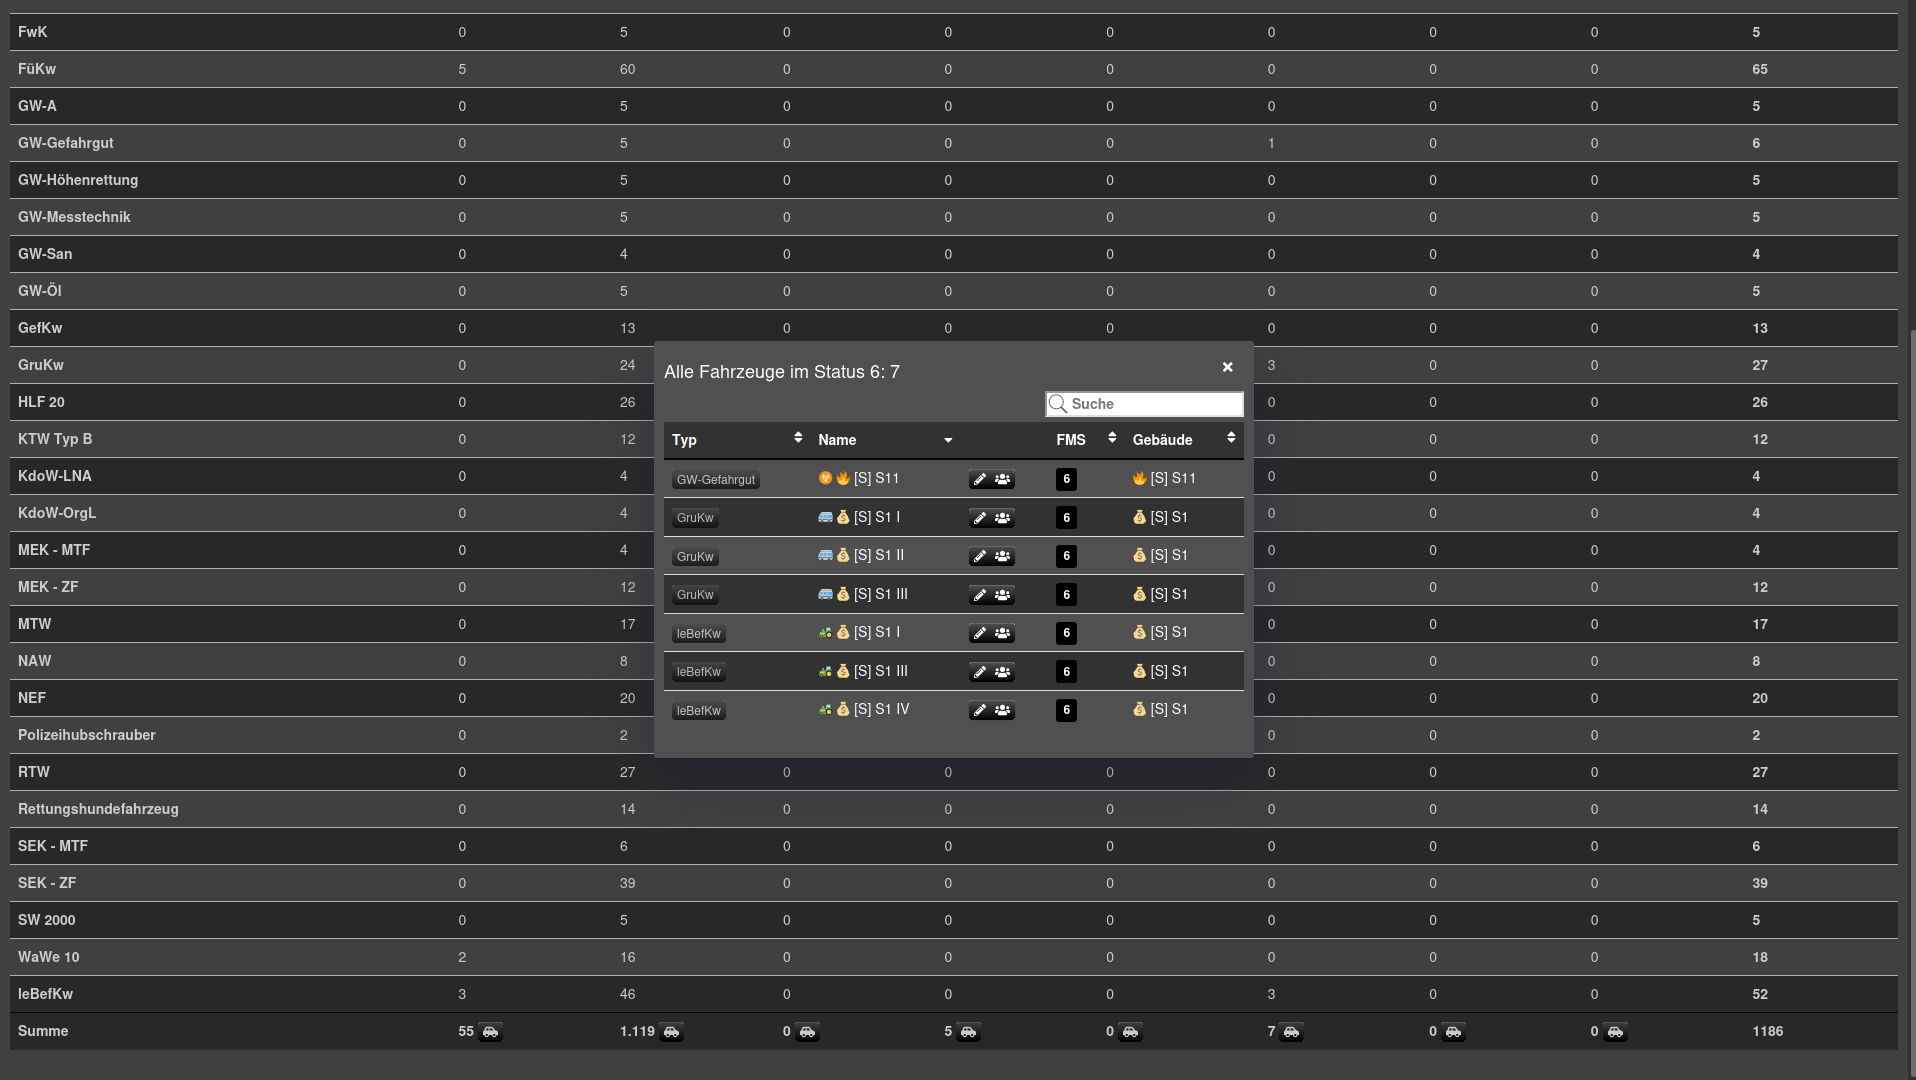 FwK 0 5 0 0 0 0 0 0 5
FüKw 5 60 0 0 0 0 0 0 65
GW-A 0 5 0 0 0 0 0 0 5
GW-Gefahrgut 0 5 0 0 0 1 0 0 6
GW-Höhenrettung 0 5 0 0 0 0 0 0 5
GW-Messtechnik 0 5 0 0 0 0 0 0 5
GW-San 0 4 0 0 0 0 0 0 4
GW-Öl 0 5 0 0 0 0 0 0 5
GefKw 0 13 0 0 0 0 0 0 13
GruKw 0 24 3 0 0 27
HLF 20 0 26 0 0 0 26
KTW Typ B 0 12 0 0 0 12
KdoW-LNA 0 4 0 0 0 4
KdoW-OrgL 0 4 0 0 0 4
MEK - MTF 0 4 0 0 0 4
MEK - ZF 0 12 0 0 0 12
MTW 0 17 0 0 0 17
NAW 0 8 0 0 0 8
NEF 0 20 0 0 0 20
Polizeihubschrauber 0 2 0 0 0 2
RTW 0 27 0 0 0 0 0 0 27
Rettungshundefahrzeug 0 14 0 0 0 0 0 0 14
SEK - MTF 0 6 0 0 0 0 0 0 6
SEK - ZF 0 39 0 0 0 0 0 0 39
SW 2000 0 5 0 0 0 0 0 0 5
WaWe 10 2 16 0 0 0 0 0 0 18
leBefKw 3 46 0 0 0 3 0 0 52
Summe 55 1.119 0 5 0 7 0 0 1186
Alle Fahrzeuge im Status 6: 7
Suche
Typ Name FMS Gebäude
GW-Gefahrgut [S] S11 6 [S] S11
GruKw [S] S1 I 6 [S] S1
GruKw [S] S1 II 6 [S] S1
GruKw [S] S1 III 6 [S] S1
leBefKw [S] S1 I 6 [S] S1
leBefKw [S] S1 III 6 [S] S1
leBefKw [S] S1 IV 6 [S] S1